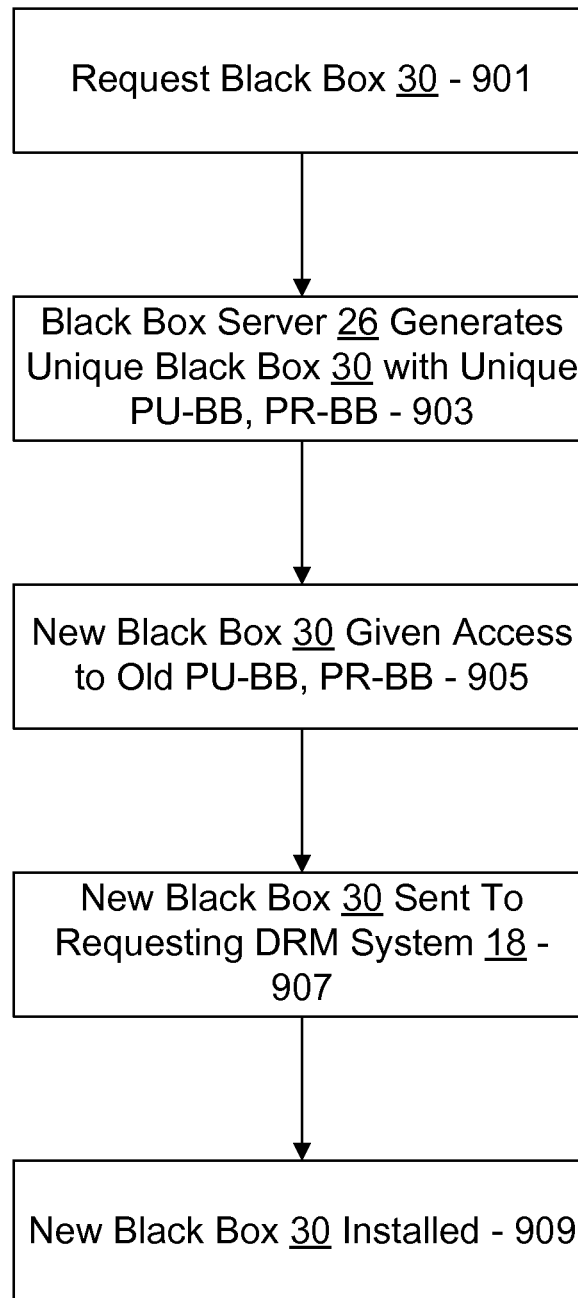 Request Black Box 30 - 901
Black Box Server 26 Generates
Unique Black Box 30 with Unique
PU-BB, PR-BB - 903
New Black Box 30 Given Access
to Old PU-BB, PR-BB - 905
New Black Box 30 Sent To
Requesting DRM System 18 -
907
New Black Box 30 Installed - 909